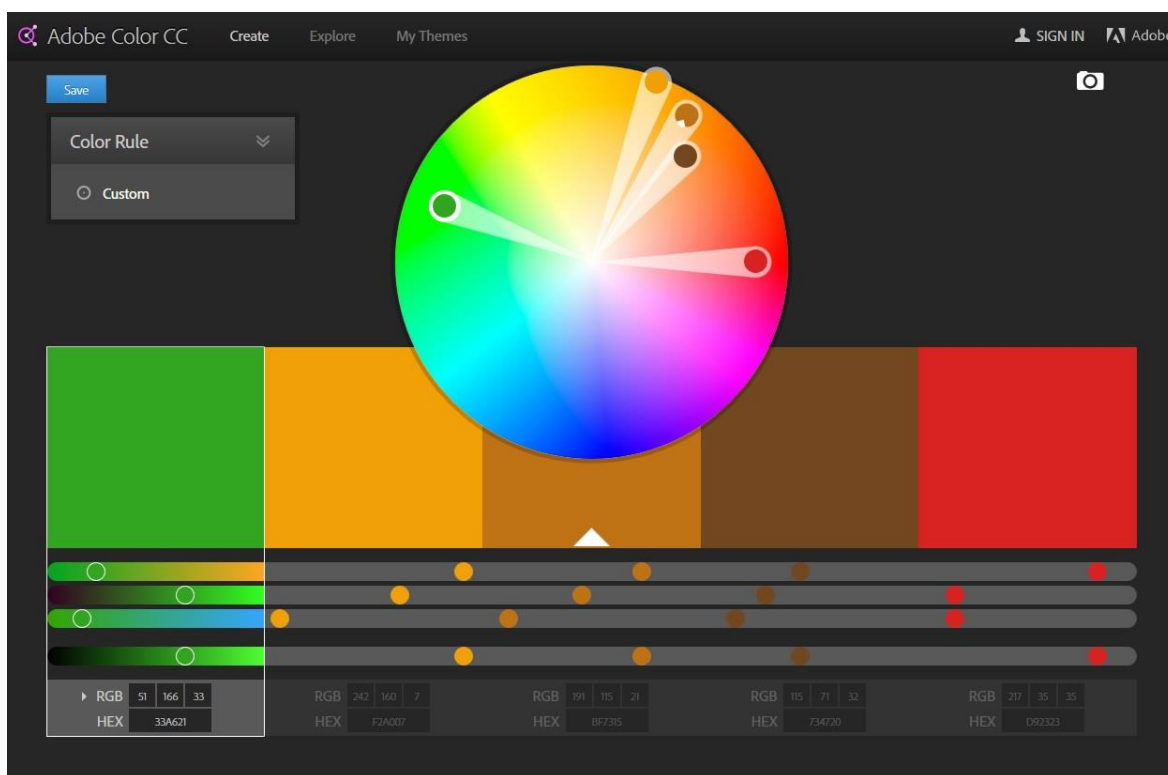 Adobe Color CC Create Explore My Themes SIGN IN Adobe
Save
Color Rule
Custom
RGB 51 166 33 RGB 242 160 7 RGB 191 115 21 RGB 115 71 32 RGB 217 35 35
HEX 33A621 HEX F2A007 HEX BF7315 HEX 734720 HEX D92323